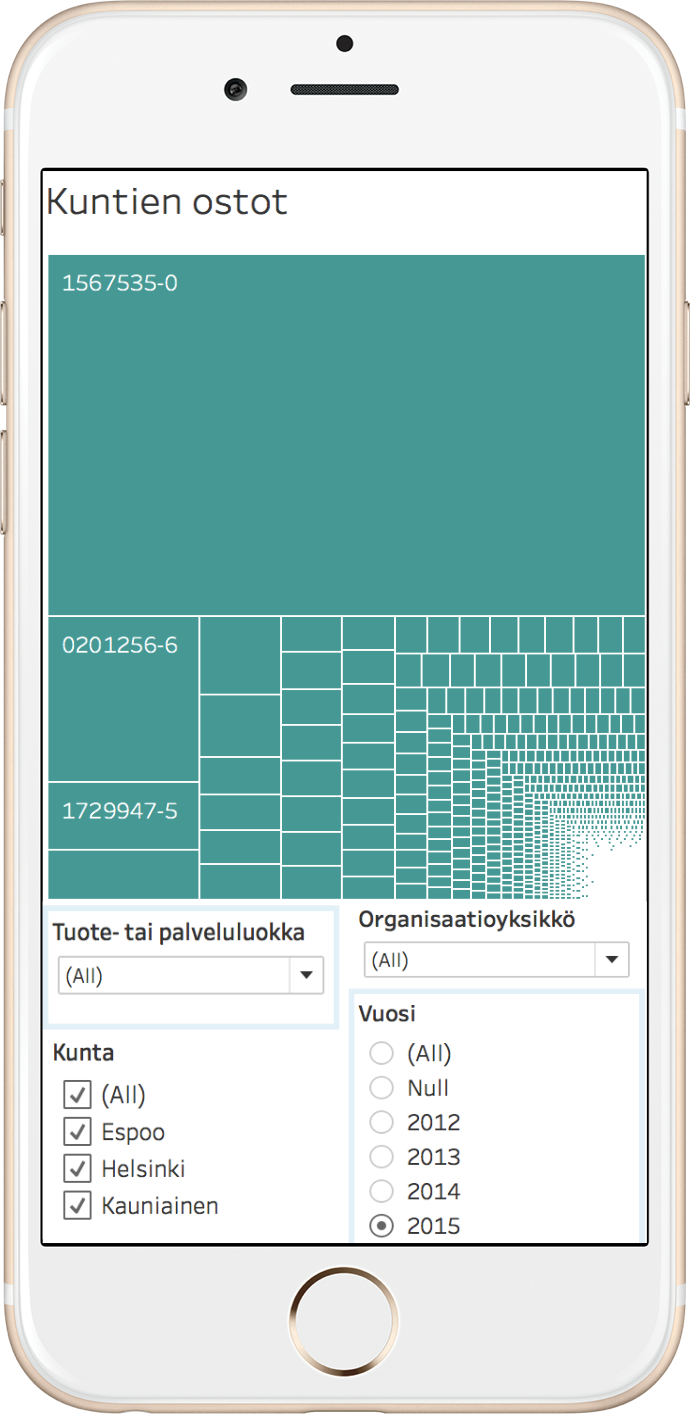 Kuntien ostot
1567535-0
0201256-6
1729947-5
Tuote- tai palveluluokka
(All)
Kunta
(All)
Espoo
Helsinki
Kauniainen
Organisaatioyksikkö
(All)
Vuosi
(All)
Null
2012
2013
2014
2015